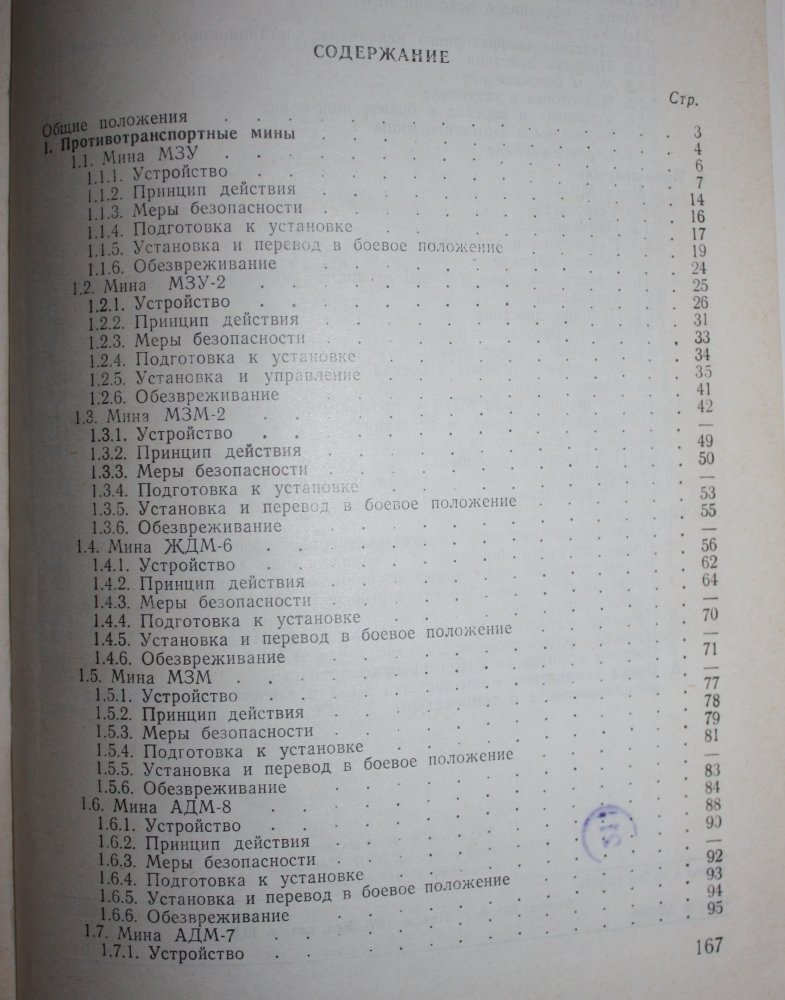 СОДЕРЖАНИЕ
Стр.
Общие положения . . . . . . . . . . . . . . 3
1. Противотранспортные мины . . . . . . . . . . . 4
1.1. Мина МЗУ . . . . . . . . . . . . . . 6
1.1.1. Устройство . . . . . . . . . . . . . 7
1.1.2. Принцип действия . . . . . . . . . . . 14
1.1.3. Меры безопасности . . . . . . . . . . . 16
1.1.4. Подготовка к установке . . . . . . . . . 17
1.1.5. Установка и перевод в боевое положение . . . . . 19
1.1.6. Обезвреживание . . . . . . . . . . . 24
1.2. Мина МЗУ-2 . . . . . . . . . . . . . 25
1.2.1. Устройство . . . . . . . . . . . . . 26
1.2.2. Принцип действия . . . . . . . . . . . 31
1.2.3. Меры безопасности . . . . . . . . . . . 33
1.2.4. Подготовка к установке . . . . . . . . . 34
1.2.5. Установка и управление . . . . . . . . . 35
1.2.6. Обезвреживание . . . . . . . . . . . 41
1.3. Мина МЗМ-2 . . . . . . . . . . . . . 42
1.3.1. Устройство . . . . . . . . . . . . . —
1.3.2. Принцип действия . . . . . . . . . . . 49
1.3.3. Меры безопасности . . . . . . . . . . . 50
1.3.4. Подготовка к установке . . . . . . . . . —
1.3.5. Установка и перевод в боевое положение . . . . . 53
1.3.6. Обезвреживание . . . . . . . . . . . 55
1.4. Мина ЖДМ-6 . . . . . . . . . . . . . —
1.4.1. Устройство . . . . . . . . . . . . . 56
1.4.2. Принцип действия . . . . . . . . . . . 62
1.4.3. Меры безопасности . . . . . . . . . . . 64
1.4.4. Подготовка к установке . . . . . . . . . —
1.4.5. Установка и перевод в боевое положение . . . . . 70
1.4.6. Обезвреживание . . . . . . . . . . . —
1.5. Мина МЗМ . . . . . . . . . . . . . . 71
1.5.1. Устройство . . . . . . . . . . . . . —
1.5.2. Принцип действия . . . . . . . . . . . 77
1.5.3. Меры безопасности . . . . . . . . . . . 78
1.5.4. Подготовка к установке . . . . . . . . . 79
1.5.5. Установка и перевод в боевое положение . . . . . 81
1.5.6. Обезвреживание . . . . . . . . . . . —
1.6. Мина АДМ-8 . . . . . . . . . . . . . 83
1.6.1. Устройство . . . . . . . . . . . . . 84
1.6.2. Принцип действия . . . . . . . . . . . 88
1.6.3. Меры безопасности . . . . . . . . . . . 90
1.6.4. Подготовка к установке . . . . . . . . . —
1.6.5. Установка и перевод в боевое положение . . . . . 92
1.6.6. Обезвреживание . . . . . . . . . . . 93
1.7. Мина АДМ-7 . . . . . . . . . . . . . 94
1.7.1. Устройство . . . . . . . . . . . . . 95
167